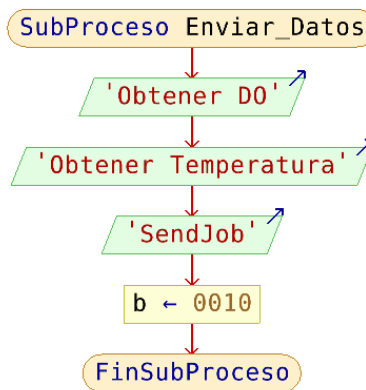 SubProceso Enviar_Datos
'Obtener DO'
'Obtener Temperatura'
'SendJob'
b ← 0010
FinSubProceso